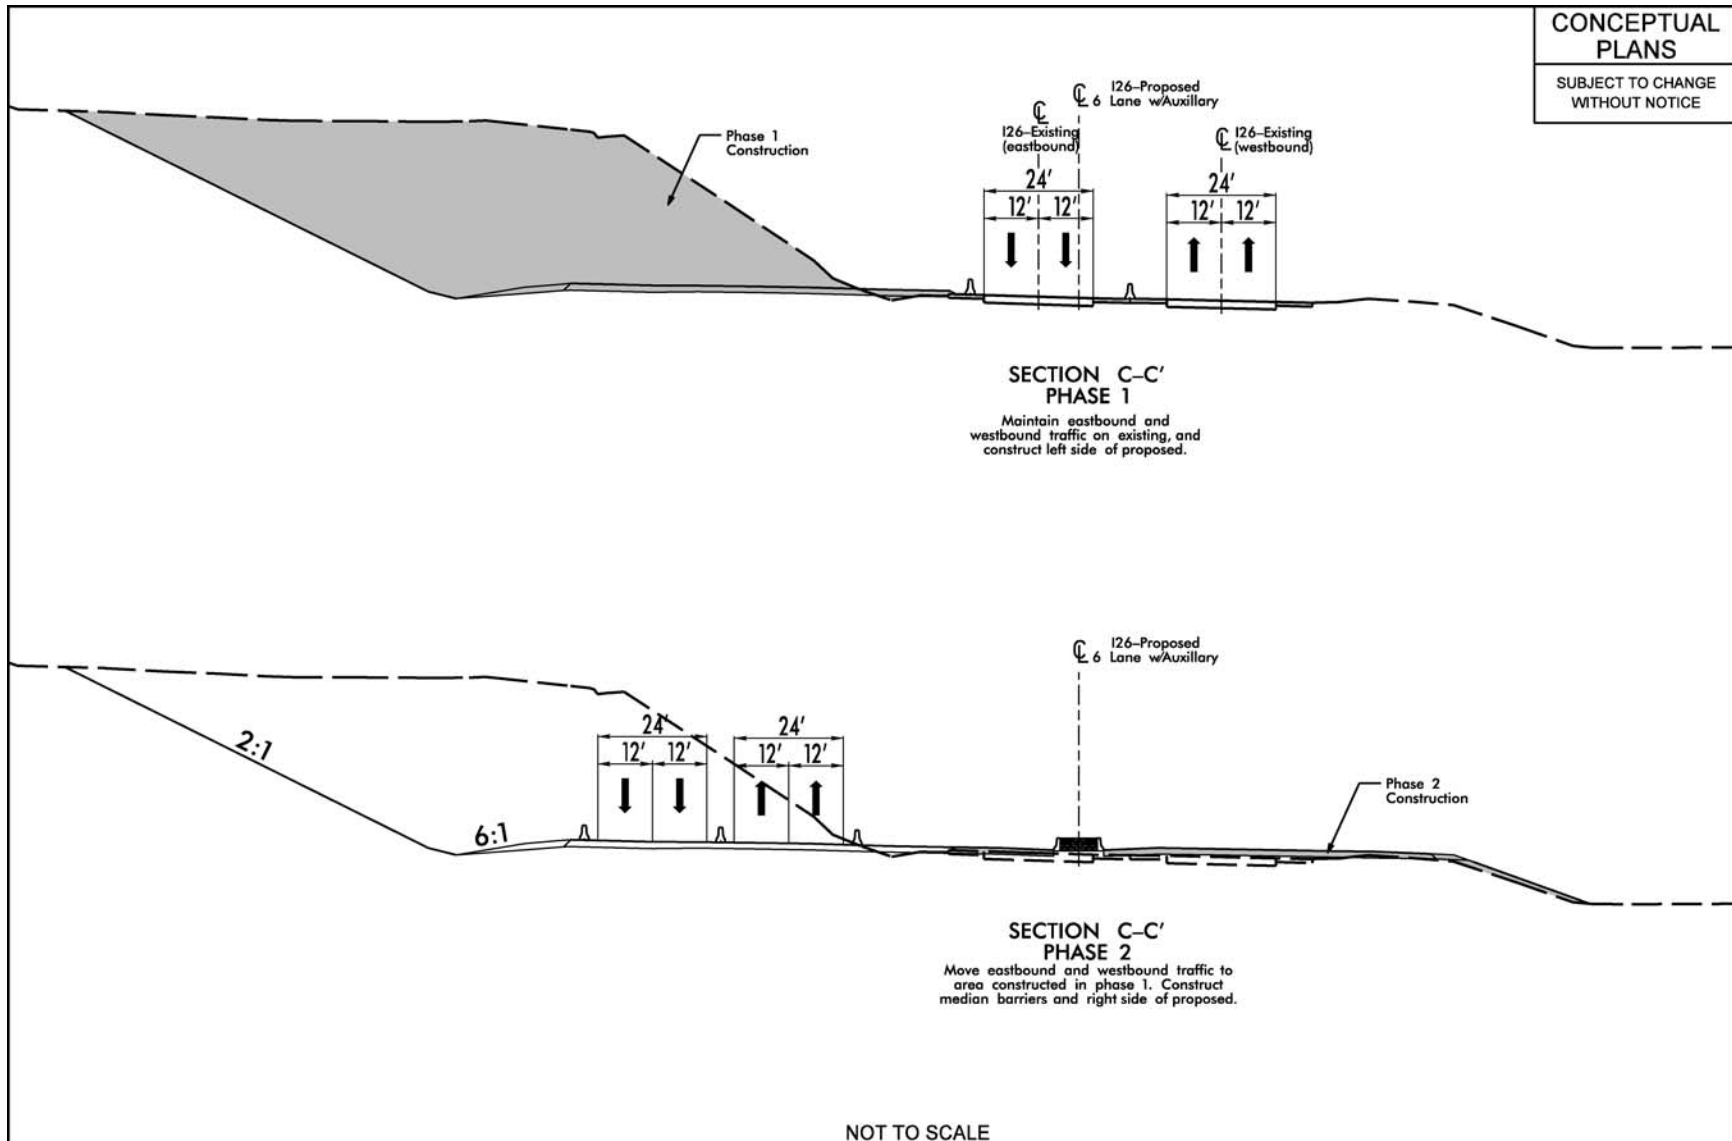 CONCEPTUAL
PLANS
SUBJECT TO CHANGE
WITHOUT NOTICE
Phase 1
Construction
CL
I26–Existing
(eastbound)
CL
I26–Proposed
6 Lane w/Auxillary
CL
I26–Existing
(westbound)
24'
12'
12'
24'
12'
12'
SECTION C–C'
PHASE 1
Maintain eastbound and
westbound traffic on existing, and
construct left side of proposed.
CL
I26–Proposed
6 Lane w/Auxillary
2:1
6:1
24'
12'
12'
24'
12'
12'
Phase 2
Construction
SECTION C–C'
PHASE 2
Move eastbound and westbound traffic to
area constructed in phase 1. Construct
median barriers and right side of proposed.
NOT TO SCALE